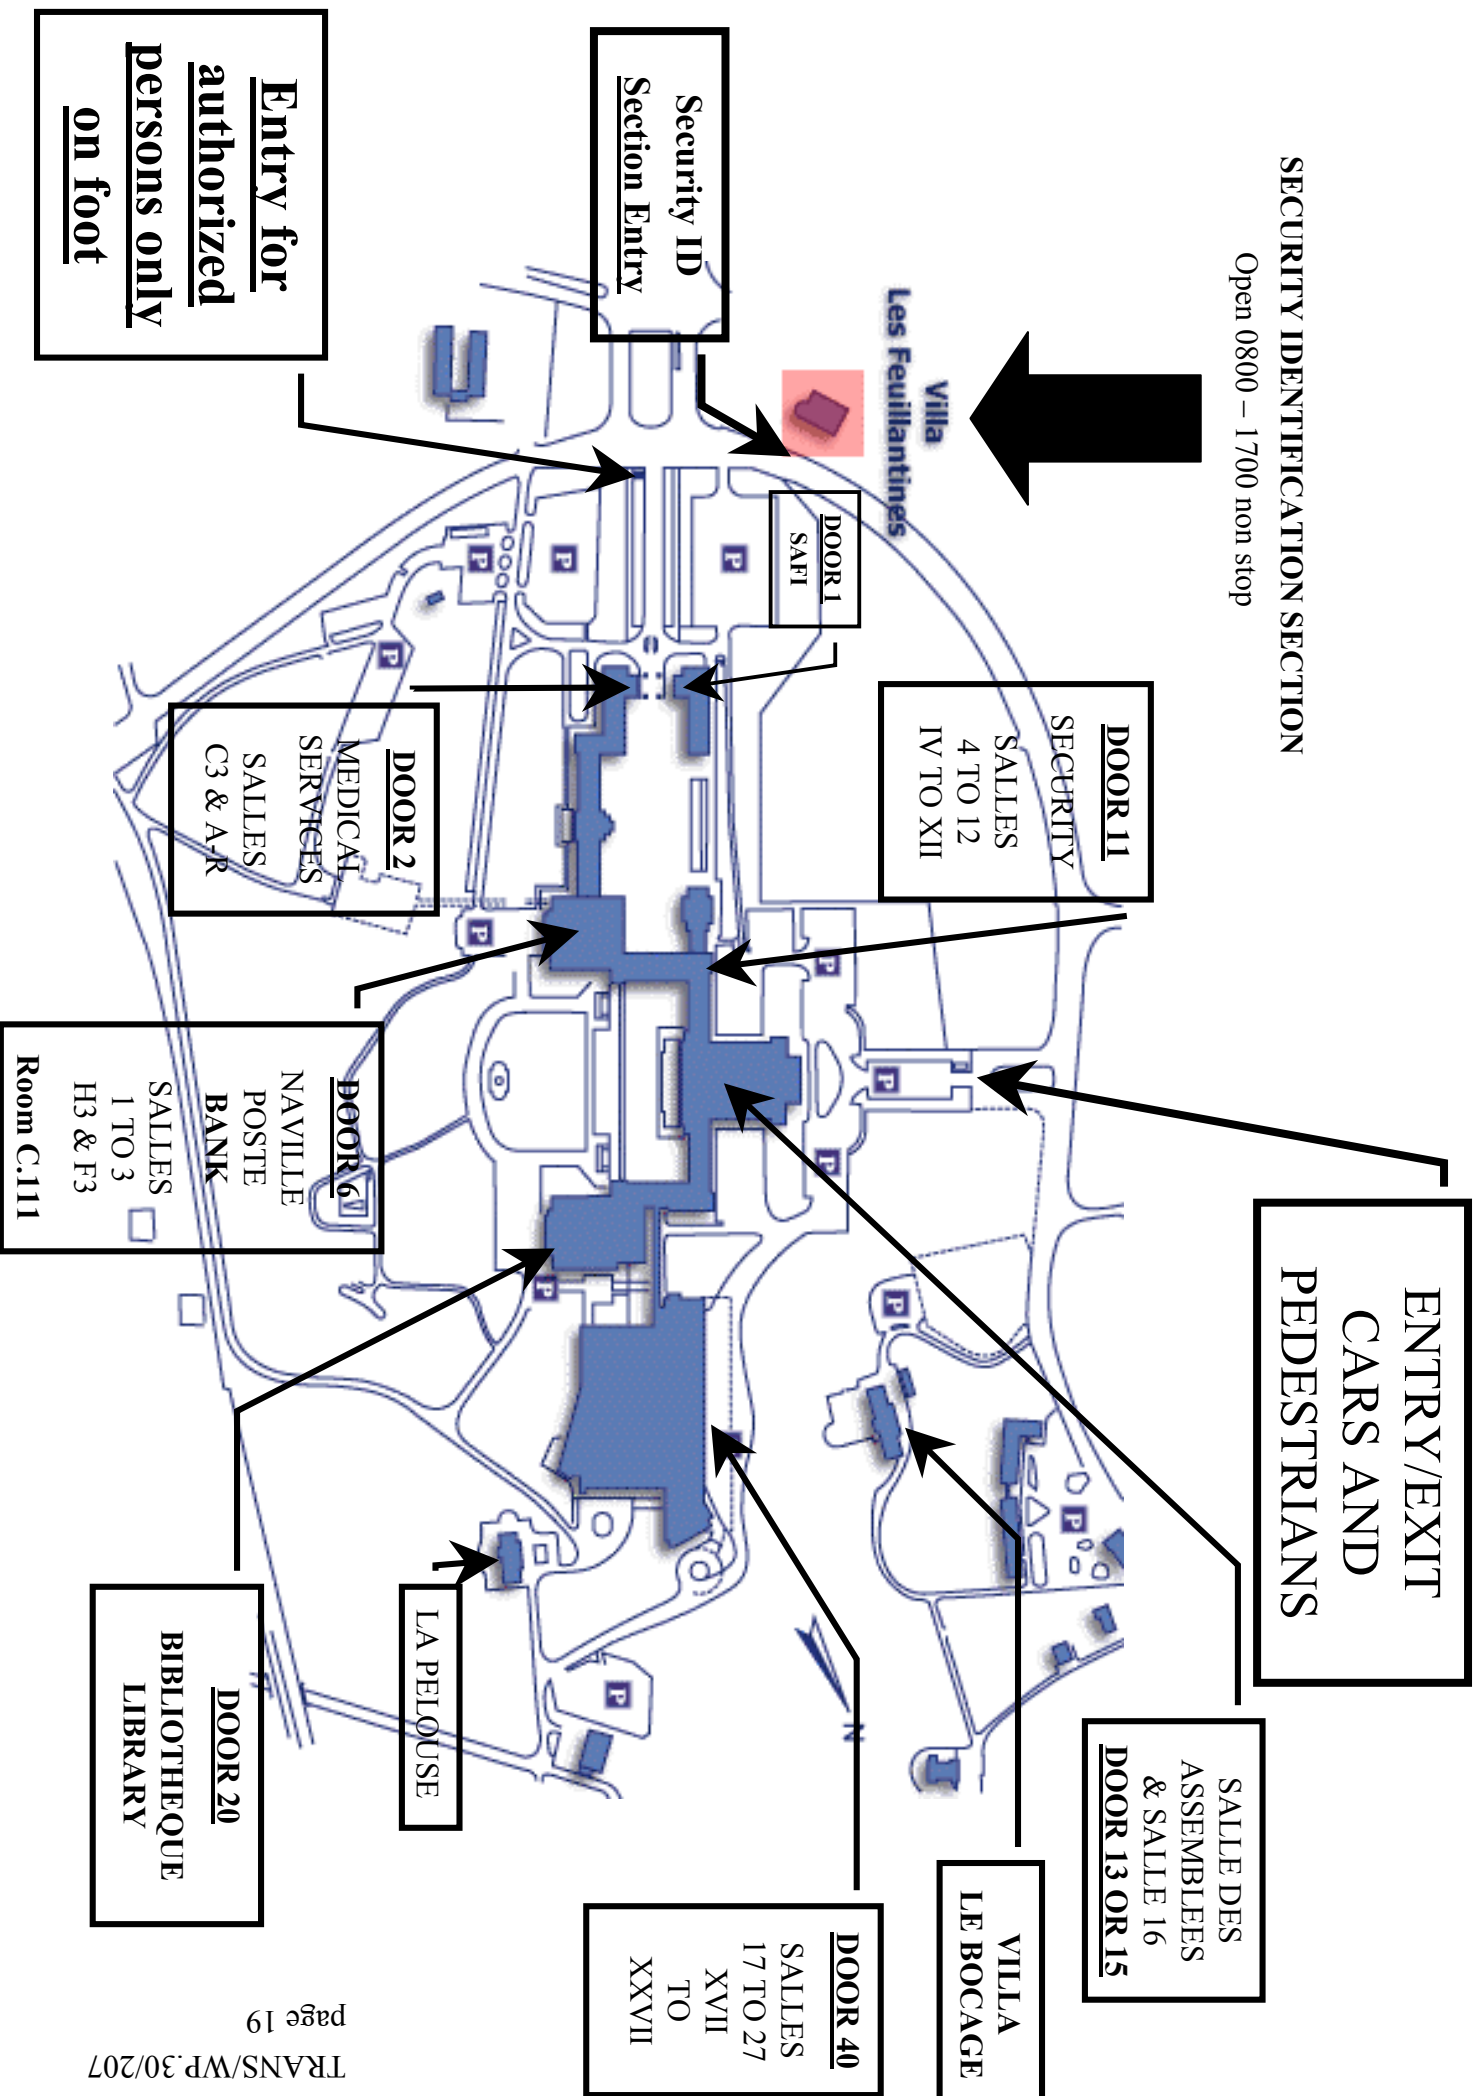 SECURITY IDENTIFICATION SECTION
Open 0800 – 1700 non stop
ENTRY/EXIT
CARS AND
PEDESTRIANS
SALLE DES
ASSEMBLEES
& SALLE 16
DOOR 13 OR 15
VILLA
LE BOCAGE
DOOR 11
SECURITY
SALLES
4 TO 12
IV TO XII
Villa
Les Feuillantines
DOOR 1
SAFI
Security ID
Section Entry
Entry for
authorized
persons only
on foot
DOOR 2
MEDICAL
SERVICES
SALLES
C3 & A-R
DOOR 6
NAVILLE
POSTE
BANK
SALLES
1 TO 3
H3 & F3
Room C.111
DOOR 40
SALLES
17 TO 27
XVII
TO
XXVII
LA PELOUSE
DOOR 20
BIBLIOTHEQUE
LIBRARY
N
P
P
P
P
P
P
P
P
P
P
P
P
P
TRANS/WP.30/207
page 19